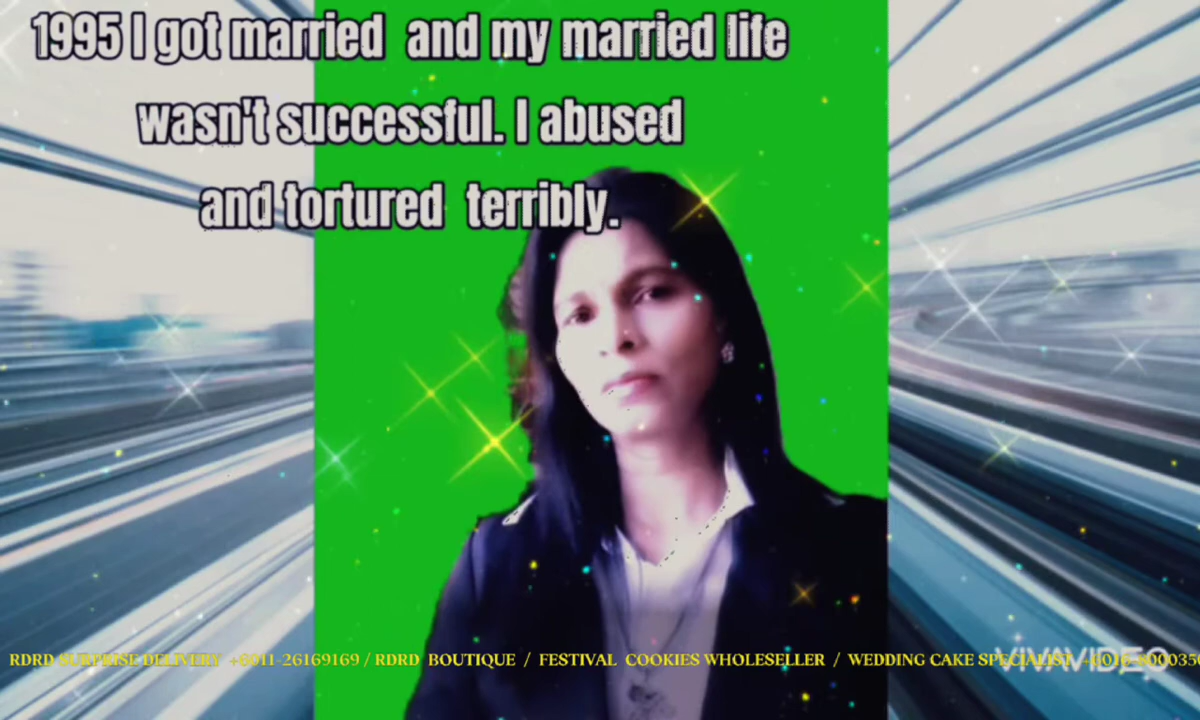 1995 I got married and my married life
wasn't successful. I abused
and tortured terribly.
RDRD SURPRISE DELIVERY +6011-26169169 / RDRD BOUTIQUE / FESTIVAL COOKIES WHOLESELLER / WEDDING CAKE SPECIALIST
VIVAVIDEO